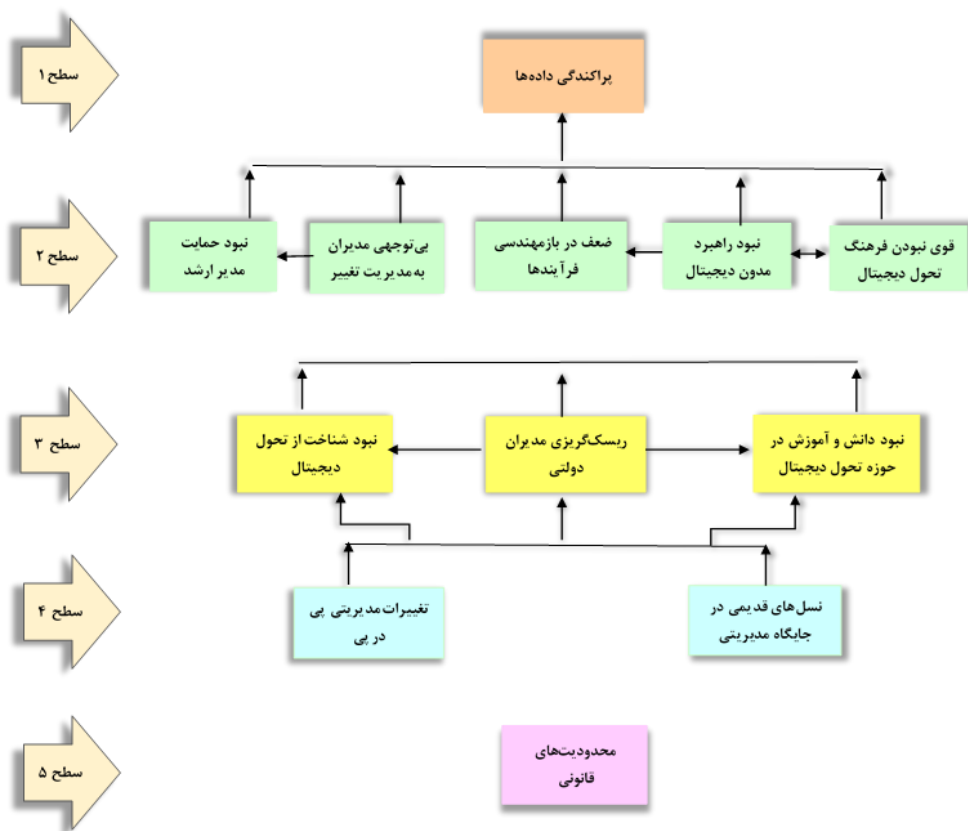 سطح ۱
پراکندگی داده‌ها
سطح ۲
قوی نبودن فرهنگ
تحول دیجیتال
نبود راهبرد
مدون دیجیتال
ضعف در بازمهندسی
فرآیندها
بی‌توجهی مدیران
به‌مدیریت تغییر
نبود حمایت
مدیر ارشد
سطح ۳
نبود دانش و آموزش در
حوزه تحول دیجیتال
ریسک‌گریزی مدیران
دولتی
نبود شناخت از تحول
دیجیتال
سطح ۴
نسل‌های قدیمی در
جایگاه مدیریتی
تغییرات مدیریتی پی
در پی
سطح ۵
محدودیت‌های
قانونی